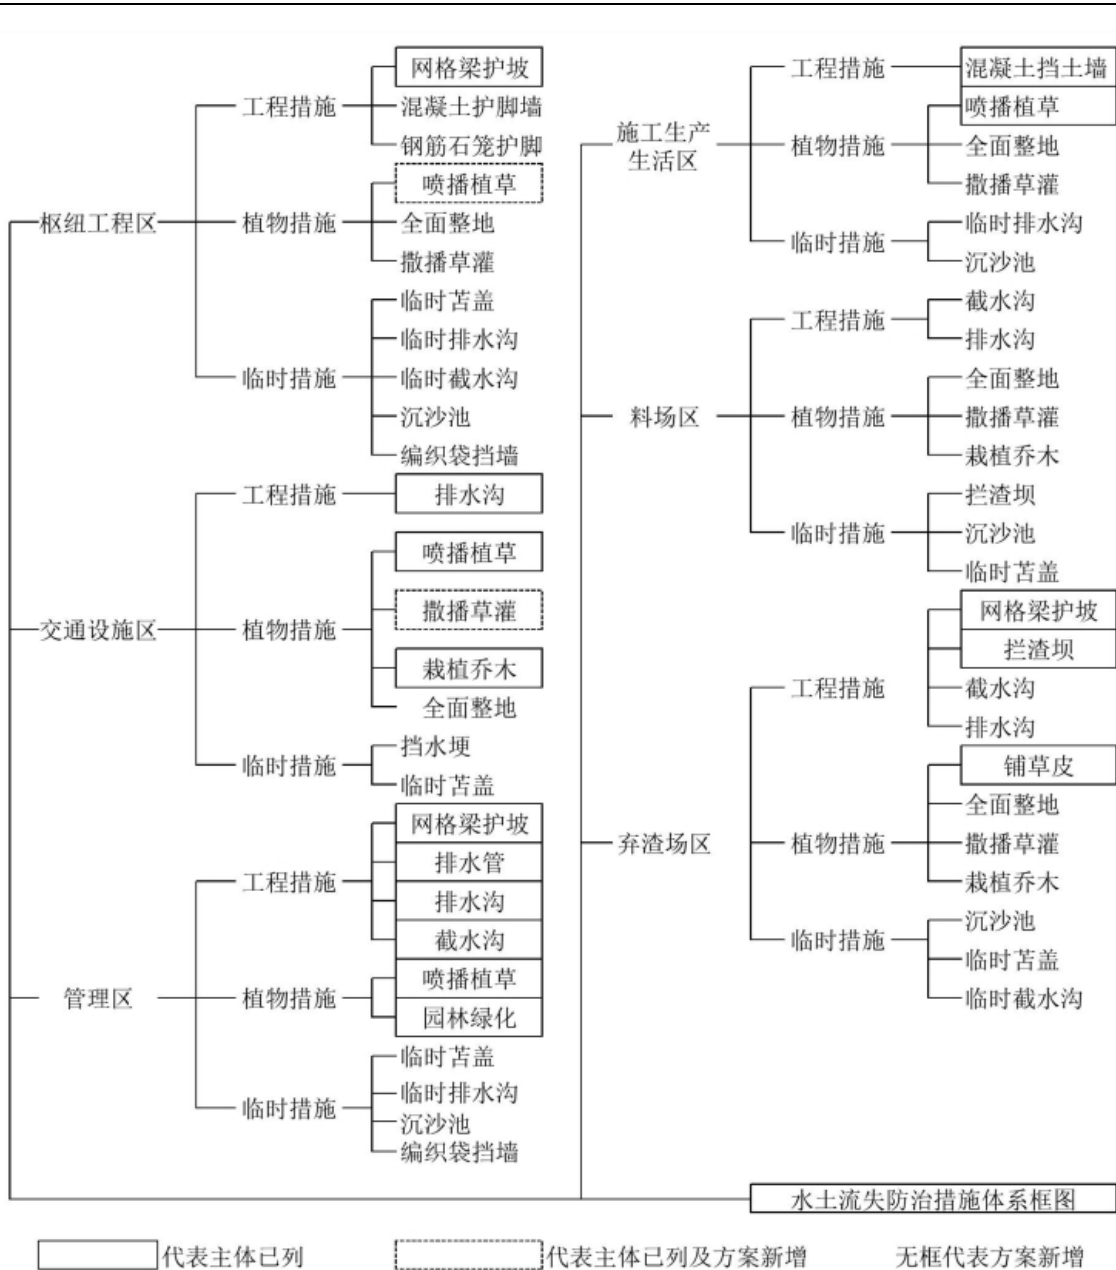 枢纽工程区
工程措施
网格梁护坡
混凝土护脚墙
钢筋石笼护脚
植物措施
喷播植草
全面整地
撒播草灌
临时措施
临时苫盖
临时排水沟
临时截水沟
沉沙池
编织袋挡墙
交通设施区
工程措施
排水沟
植物措施
喷播植草
撒播草灌
栽植乔木
全面整地
临时措施
挡水埂
临时苫盖
管理区
工程措施
网格梁护坡
排水管
排水沟
截水沟
植物措施
喷播植草
园林绿化
临时措施
临时苫盖
临时排水沟
沉沙池
编织袋挡墙
施工生产
生活区
工程措施
混凝土挡土墙
植物措施
喷播植草
全面整地
撒播草灌
临时措施
临时排水沟
沉沙池
料场区
工程措施
截水沟
排水沟
植物措施
全面整地
撒播草灌
栽植乔木
临时措施
拦渣坝
沉沙池
临时苫盖
弃渣场区
工程措施
网格梁护坡
拦渣坝
截水沟
排水沟
植物措施
铺草皮
全面整地
撒播草灌
栽植乔木
临时措施
沉沙池
临时苫盖
临时截水沟
水土流失防治措施体系框图
代表主体已列
代表主体已列及方案新增
无框代表方案新增